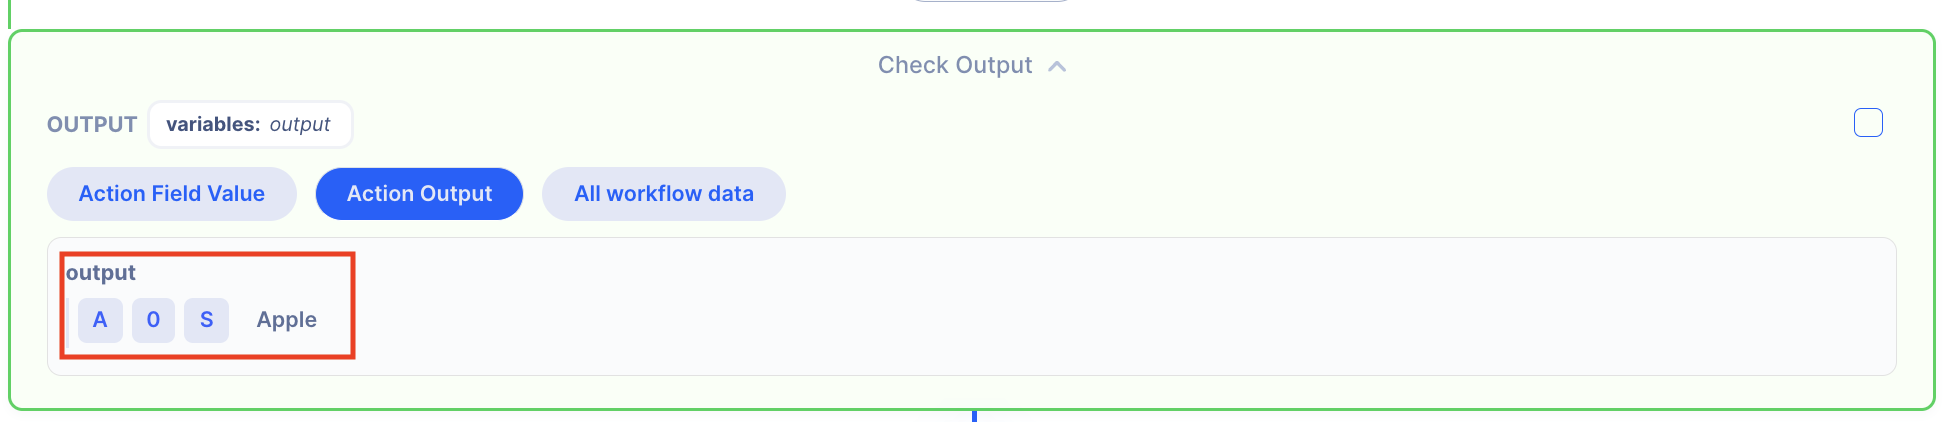 Check Output
OUTPUT variables: output
Action Field Value Action Output All workflow data
output
A 0 S Apple